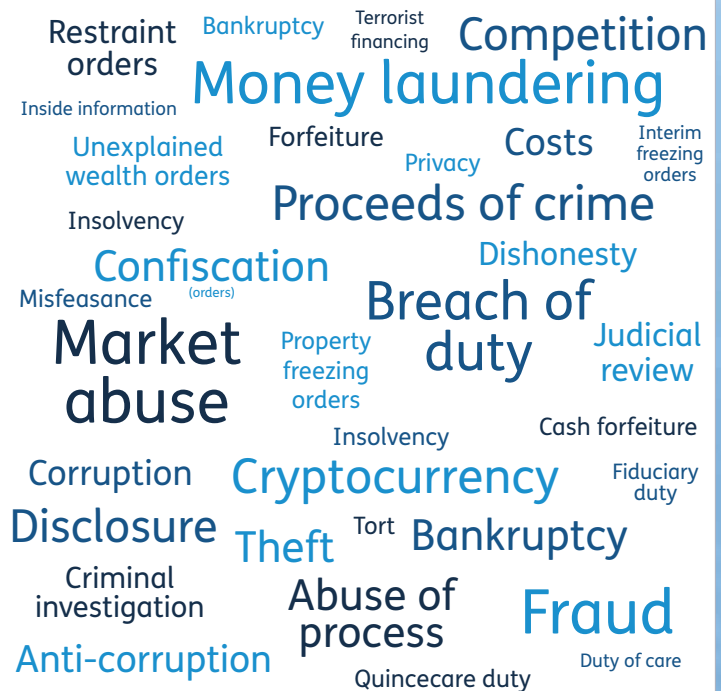 Restraint
orders
Bankruptcy
Terrorist
financing
Competition
Money laundering
Inside information
Unexplained
wealth orders
Forfeiture
Privacy
Costs
Interim
freezing
orders
Proceeds of crime
Insolvency
Confiscation
(orders)
Dishonesty
Misfeasance
Breach of
duty
Market
abuse
Property
freezing
orders
Judicial
review
Insolvency
Cash forfeiture
Corruption
Cryptocurrency
Fiduciary
duty
Disclosure
Theft
Tort
Bankruptcy
Criminal
investigation
Abuse of
process
Fraud
Anti-corruption
Duty of care
Quincecare duty